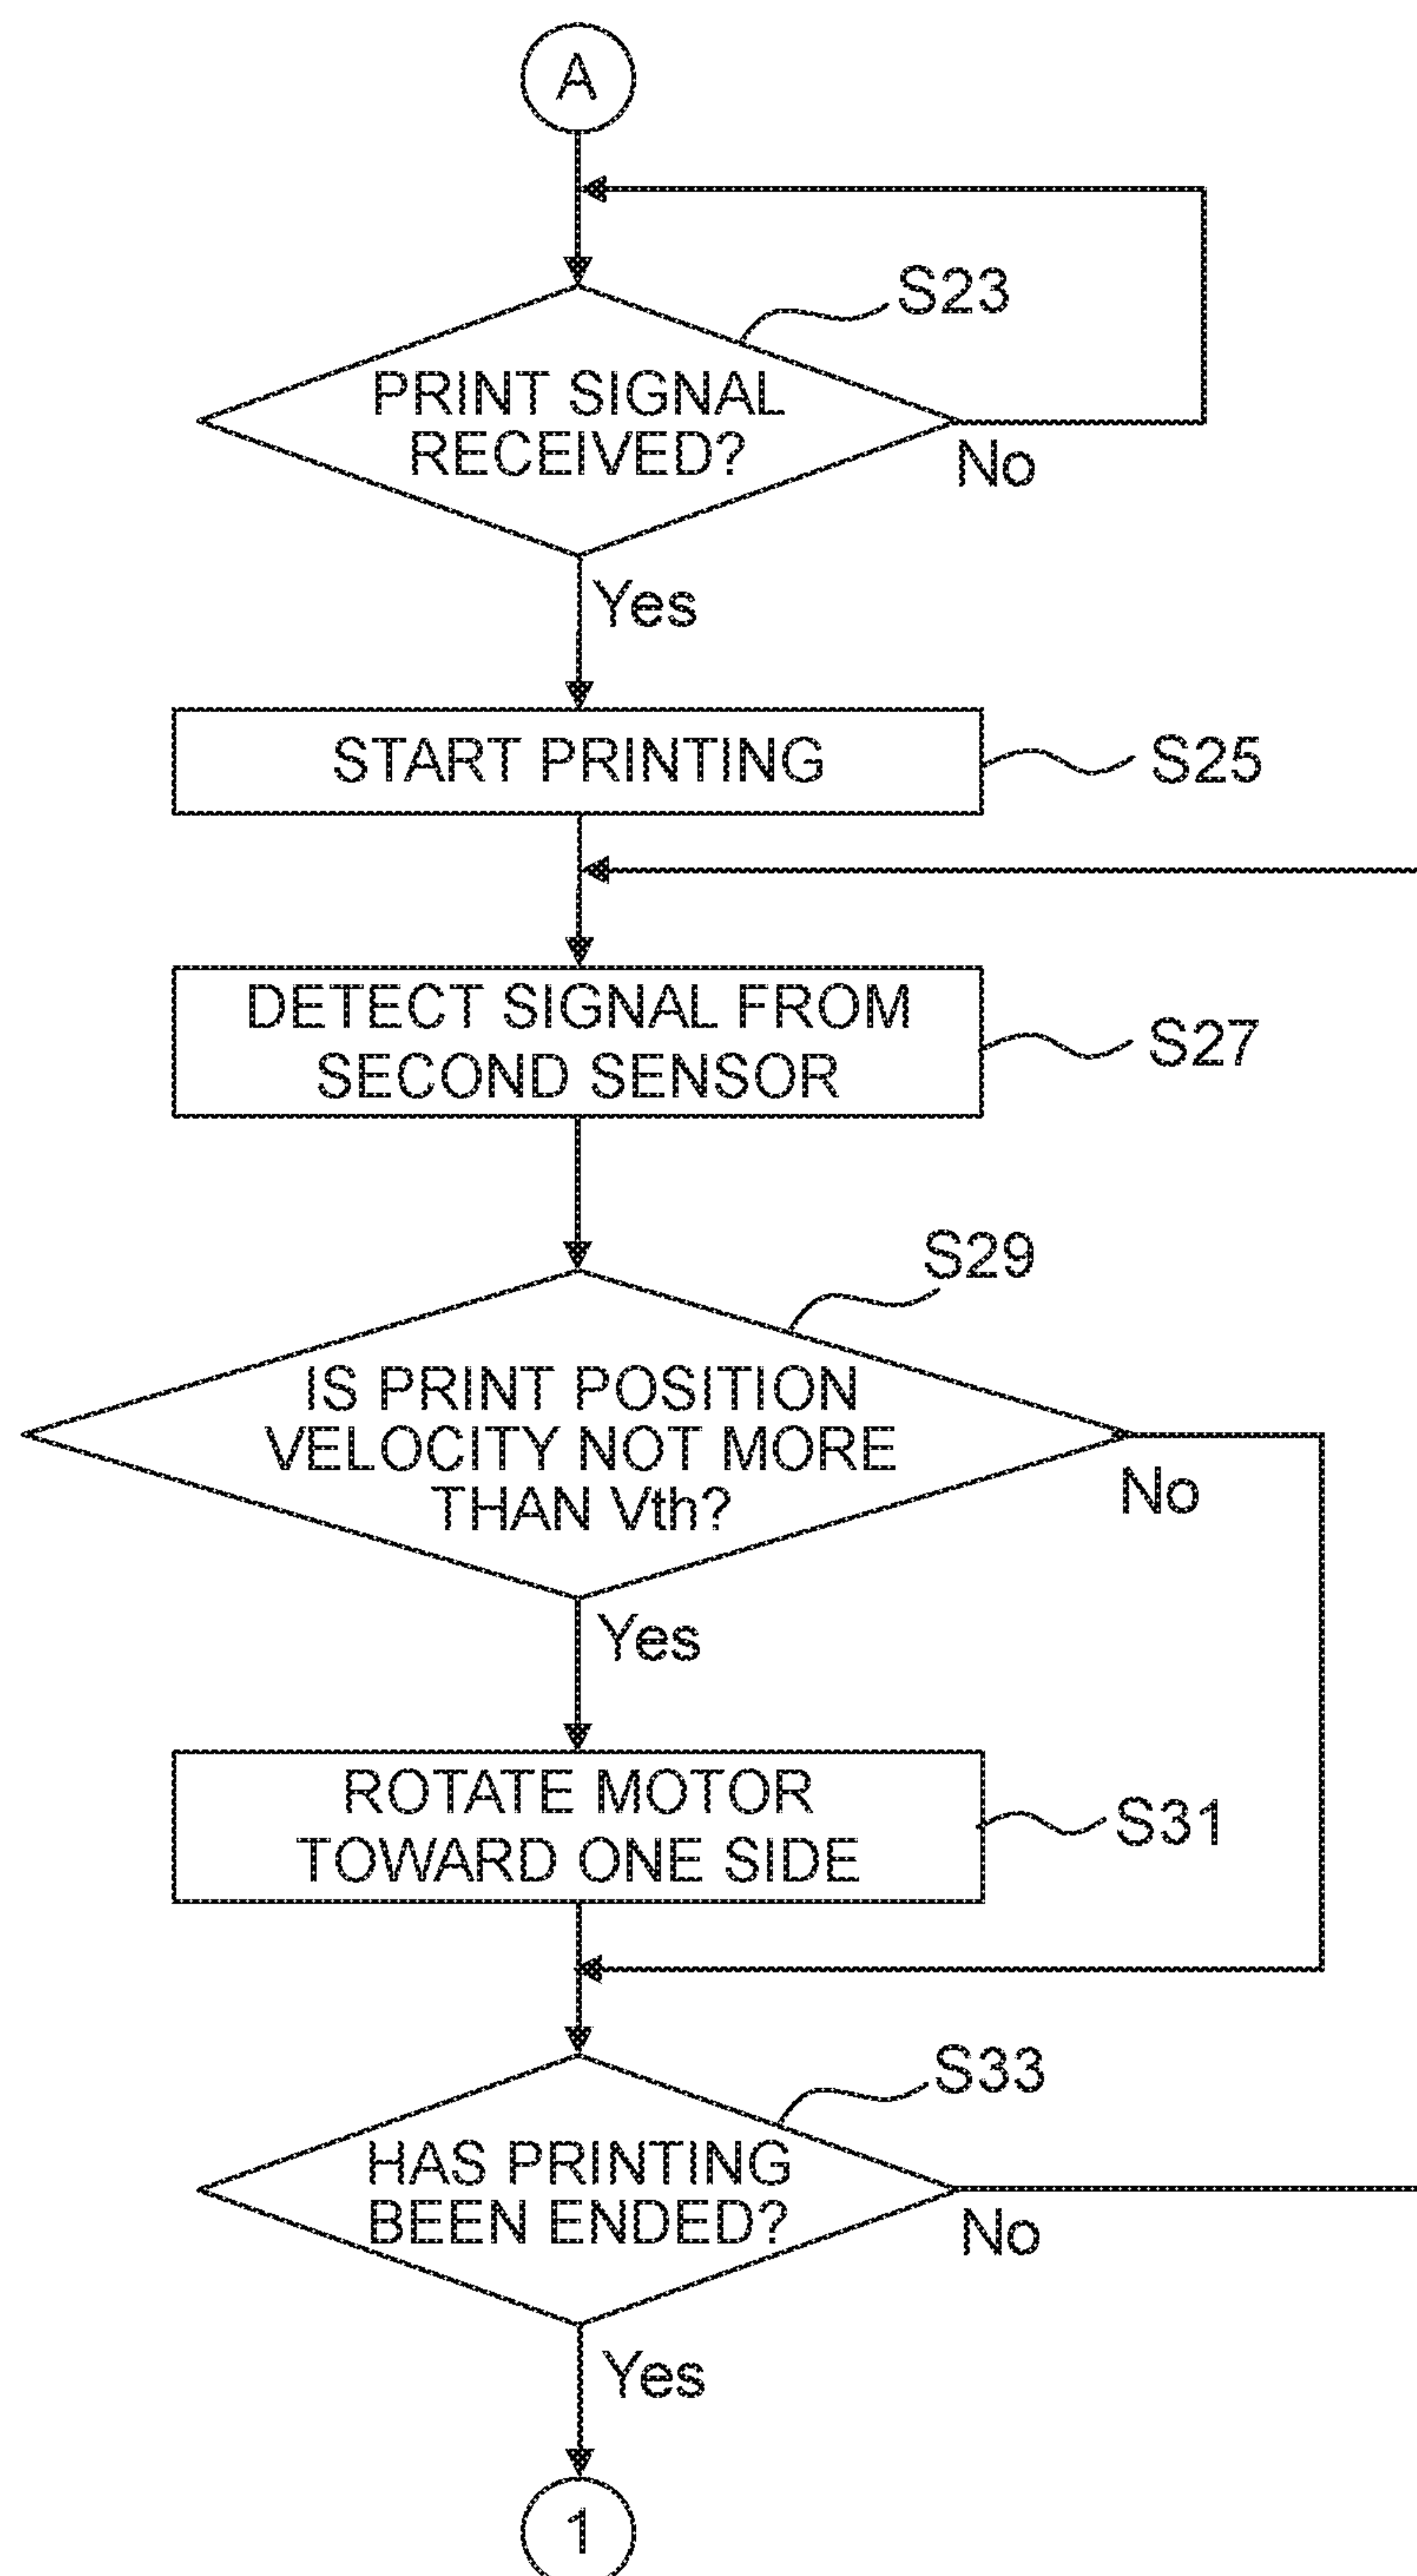 A
S23
PRINT SIGNAL
RECEIVED?
No
Yes
START PRINTING
S25
DETECT SIGNAL FROM
SECOND SENSOR
S27
S29
IS PRINT POSITION
VELOCITY NOT MORE
THAN Vth?
No
Yes
ROTATE MOTOR
TOWARD ONE SIDE
S31
S33
HAS PRINTING
BEEN ENDED?
No
Yes
1